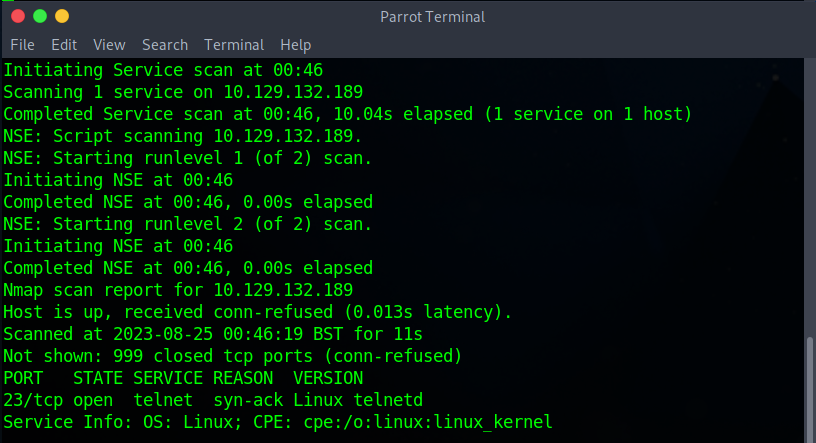 Parrot Terminal
File Edit View Search Terminal Help
Initiating Service scan at 00:46
Scanning 1 service on 10.129.132.189
Completed Service scan at 00:46, 10.04s elapsed (1 service on 1 host)
NSE: Script scanning 10.129.132.189.
NSE: Starting runlevel 1 (of 2) scan.
Initiating NSE at 00:46
Completed NSE at 00:46, 0.00s elapsed
NSE: Starting runlevel 2 (of 2) scan.
Initiating NSE at 00:46
Completed NSE at 00:46, 0.00s elapsed
Nmap scan report for 10.129.132.189
Host is up, received conn-refused (0.013s latency).
Scanned at 2023-08-25 00:46:19 BST for 11s
Not shown: 999 closed tcp ports (conn-refused)
PORT   STATE SERVICE REASON  VERSION
23/tcp open  telnet  syn-ack Linux telnetd
Service Info: OS: Linux; CPE: cpe:/o:linux:linux_kernel